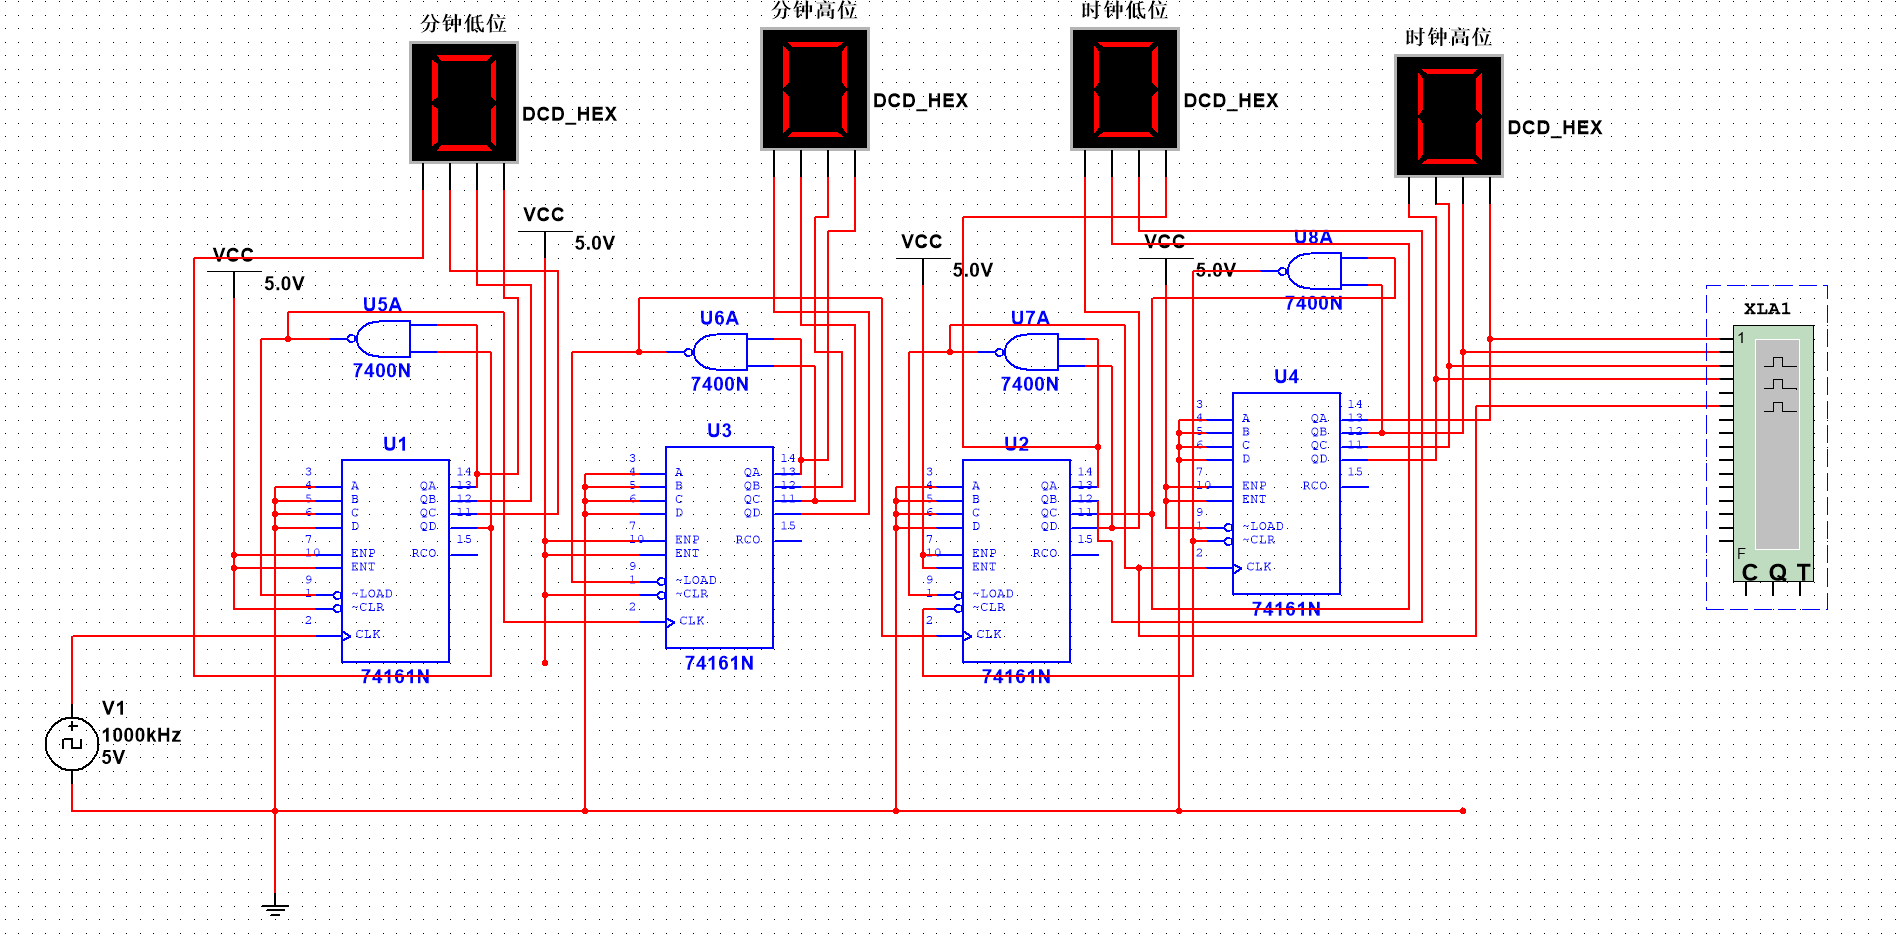 分钟低位
分钟高位
时钟低位
时钟高位
DCD_HEX
DCD_HEX
DCD_HEX
DCD_HEX
VCC
5.0V
VCC
5.0V
VCC
5.0V
VCC
5.0V
U5A
7400N
U6A
7400N
U7A
7400N
U8A
7400N
XLA1
1
F
C Q T
U1
3
4
5
6
7
10
9
1
2
A
B
C
D
ENP
ENT
~LOAD
~CLR
CLK
QA
QB
QC
QD
RCO
14
13
12
11
15
74161N
U3
3
4
5
6
7
10
9
1
2
A
B
C
D
ENP
ENT
~LOAD
~CLR
CLK
QA
QB
QC
QD
RCO
14
13
12
11
15
74161N
U2
3
4
5
6
7
10
9
1
2
A
B
C
D
ENP
ENT
~LOAD
~CLR
CLK
QA
QB
QC
QD
RCO
14
13
12
11
15
74161N
U4
3
4
5
6
7
10
9
1
2
A
B
C
D
ENP
ENT
~LOAD
~CLR
CLK
QA
QB
QC
QD
RCO
14
13
12
11
15
74161N
V1
1000kHz
5V